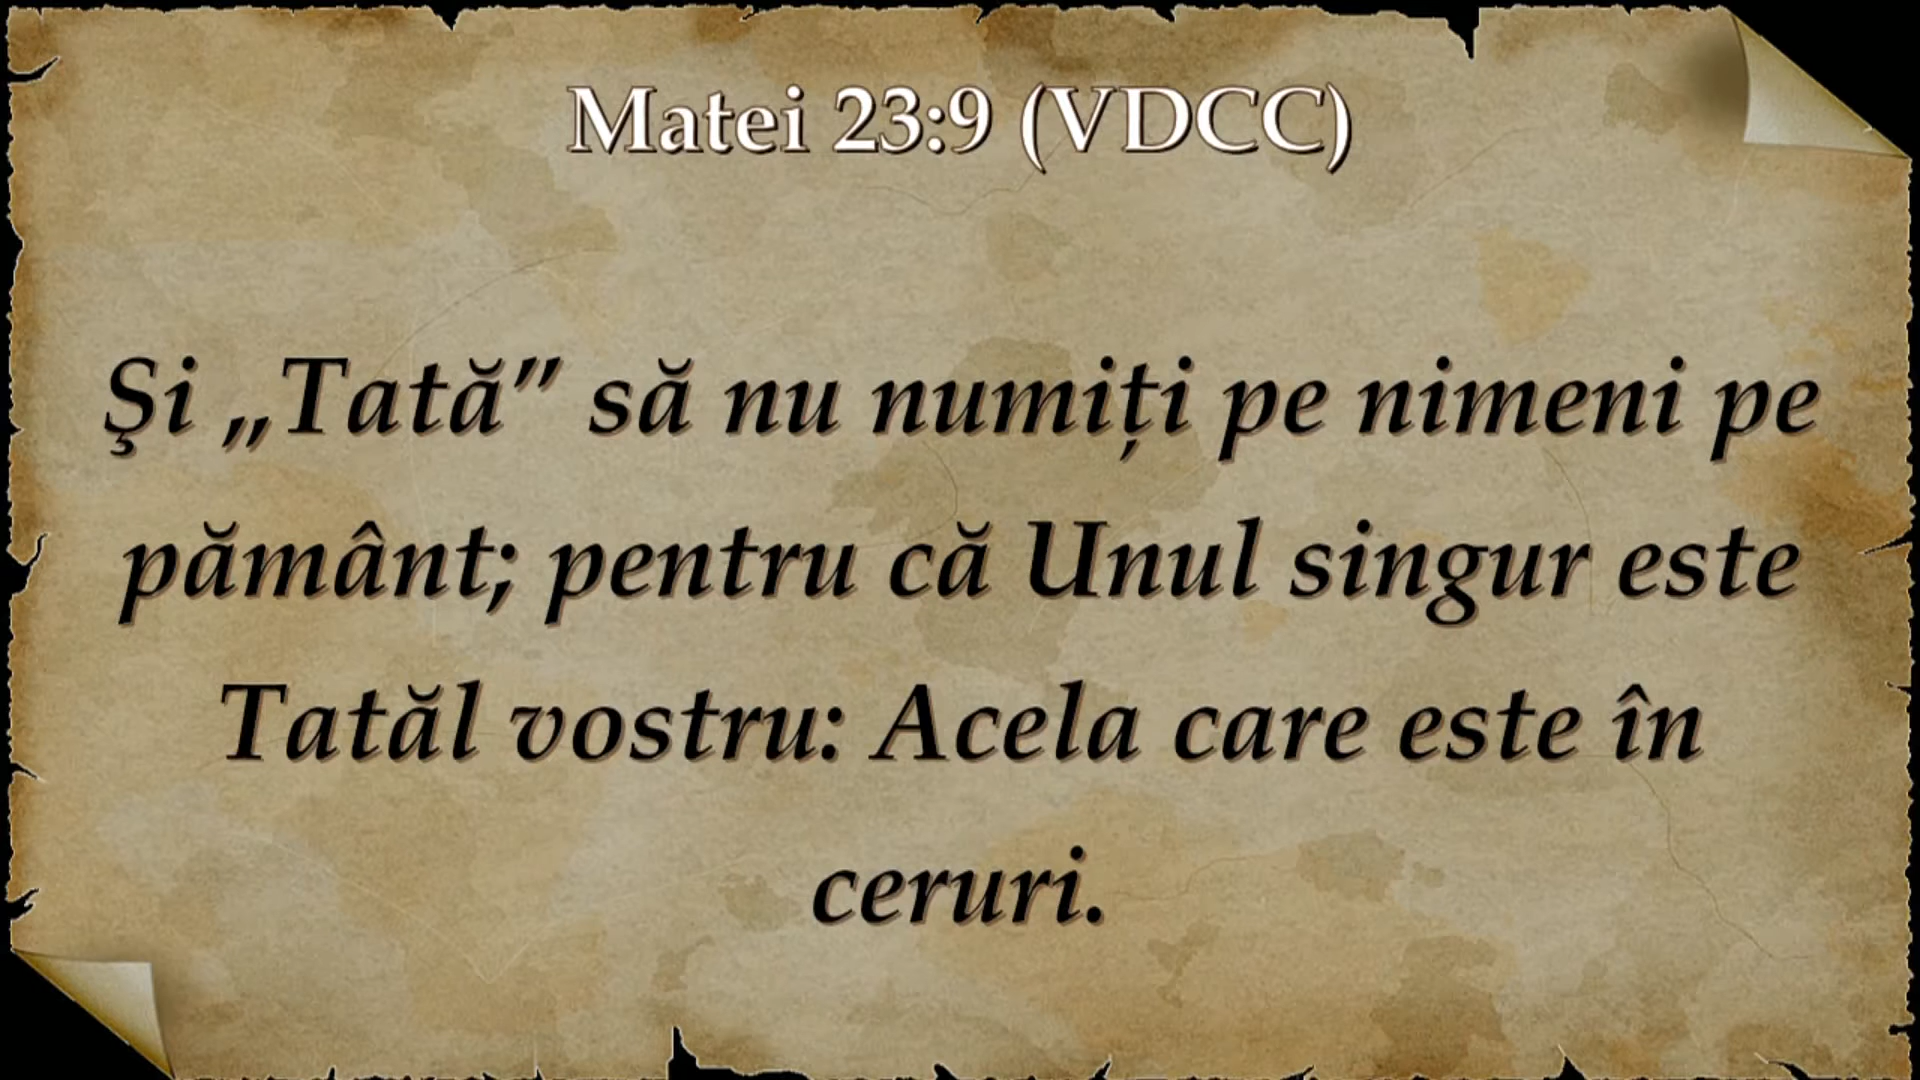 Matei 23:9 (VDCC)
Şi „Tată” să nu numiți pe nimeni pe
pământ; pentru că Unul singur este
Tatăl vostru: Acela care este în
ceruri.